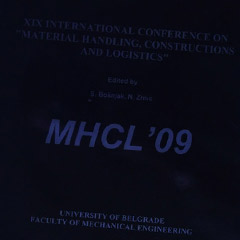 XIX INTERNATIONAL CONFERENCE ON
"MATERIAL HANDLING, CONSTRUCTIONS
AND LOGISTICS"
Edited by
MHCL'09
UNIVERSITY OF BELGRADE
FACULTY OF MECHANICAL ENGINEERING